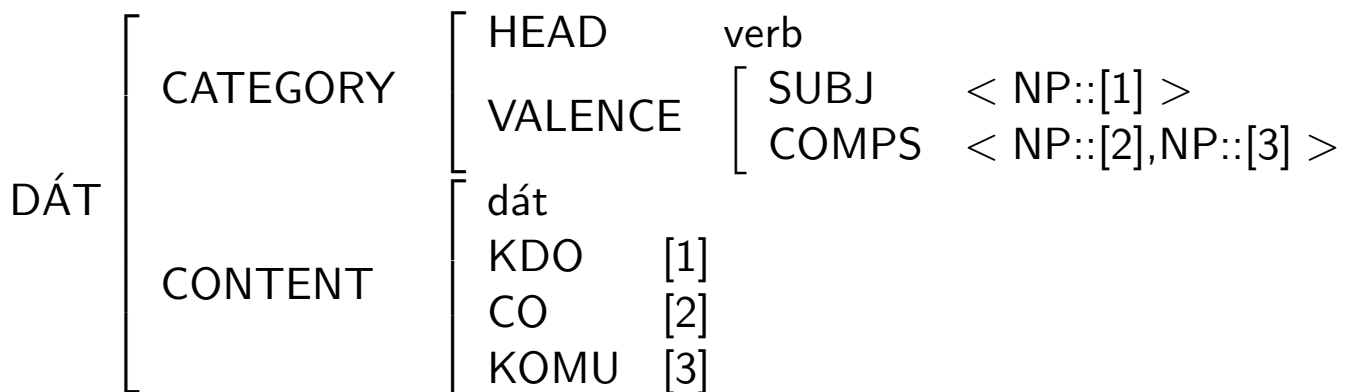 HEAD verb
CATEGORY VALENCE SUBJ < NP::[1] >
COMPS < NP::[2],NP::[3] >
DÁT
dát
KDO [1]
CONTENT CO [2]
KOMU [3]